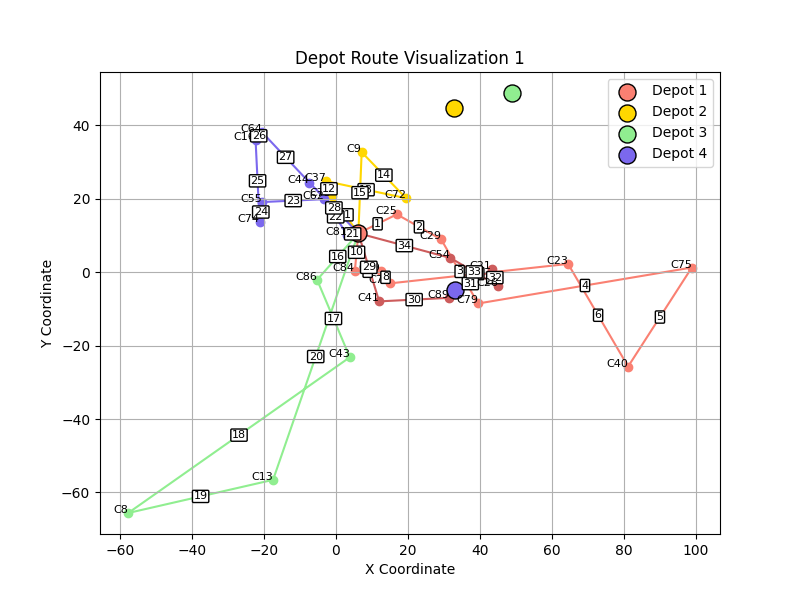 Depot Route Visualization 1
Depot 1
Depot 2
Depot 3
Depot 4
Y Coordinate
40
20
0
−20
−40
−60
−60
−40
−20
0
20
40
60
80
100
X Coordinate
C64
26
27
C9
14
25
C44
C37
12
15
C72
C55
23
24
22
28
C25
1
2
C29
21
34
C54
10
16
C84
29
C86
8
33
32
31
C23
C75
4
C41
30
C89
C79
17
6
5
20
C43
C40
18
C13
19
C8